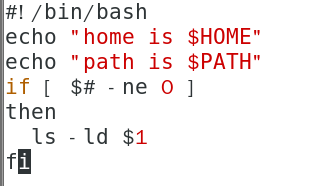 #!/bin/bash
echo "home is $HOME"
echo "path is $PATH"
if [ $# -ne 0 ]
then
  ls -ld $1
fi